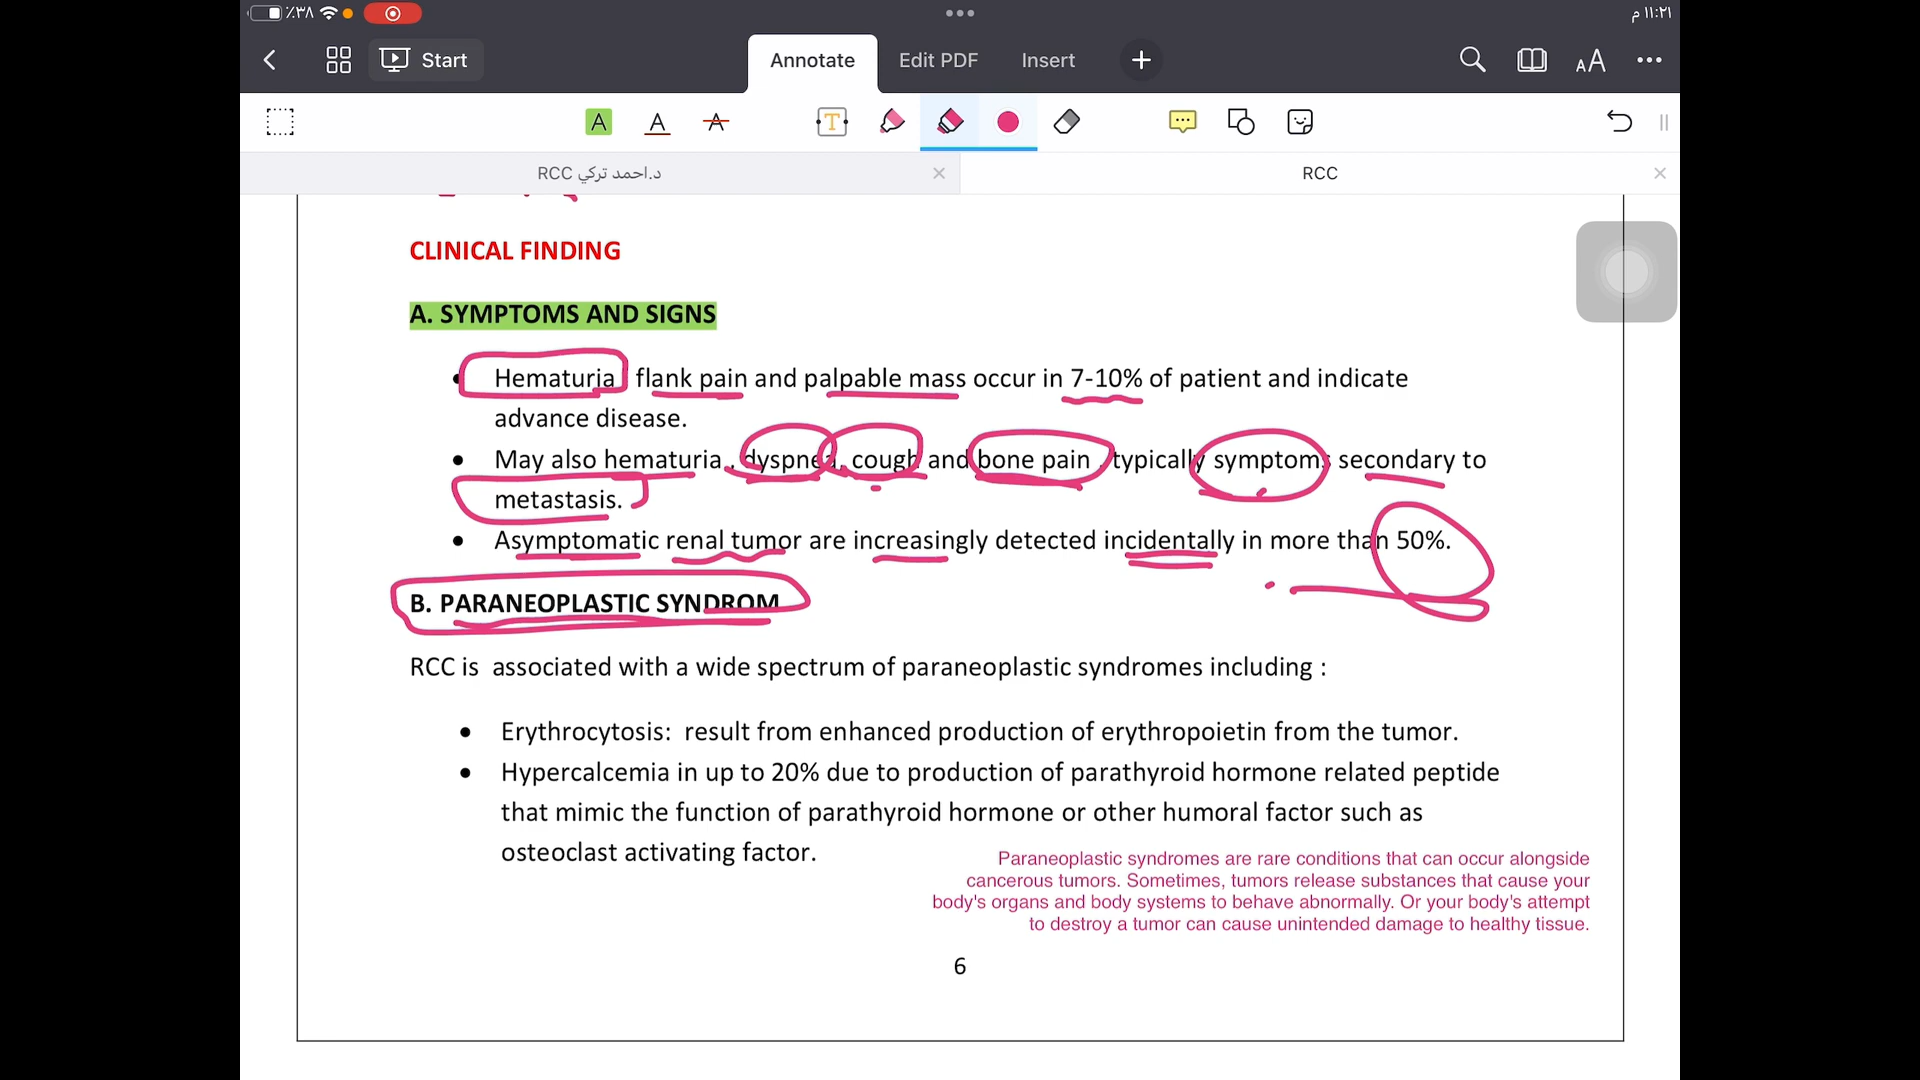 ٪٣٨
١١:٢١ م
Start
Annotate
Edit PDF
Insert
AA
A A A T
RCC د.احمد تركي
RCC
CLINICAL FINDING
A. SYMPTOMS AND SIGNS
• Hematuria flank pain and palpable mass occur in 7-10% of patient and indicate
advance disease.
• May also hematuria , dyspnea, cough and bone pain , typically symptoms secondary to
metastasis.
• Asymptomatic renal tumor are increasingly detected incidentally in more than 50%.
B. PARANEOPLASTIC SYNDROM
RCC is  associated with a wide spectrum of paraneoplastic syndromes including :
• Erythrocytosis:  result from enhanced production of erythropoietin from the tumor.
• Hypercalcemia in up to 20% due to production of parathyroid hormone related peptide
that mimic the function of parathyroid hormone or other humoral factor such as
osteoclast activating factor.
Paraneoplastic syndromes are rare conditions that can occur alongside
cancerous tumors. Sometimes, tumors release substances that cause your
body's organs and body systems to behave abnormally. Or your body's attempt
to destroy a tumor can cause unintended damage to healthy tissue.
6